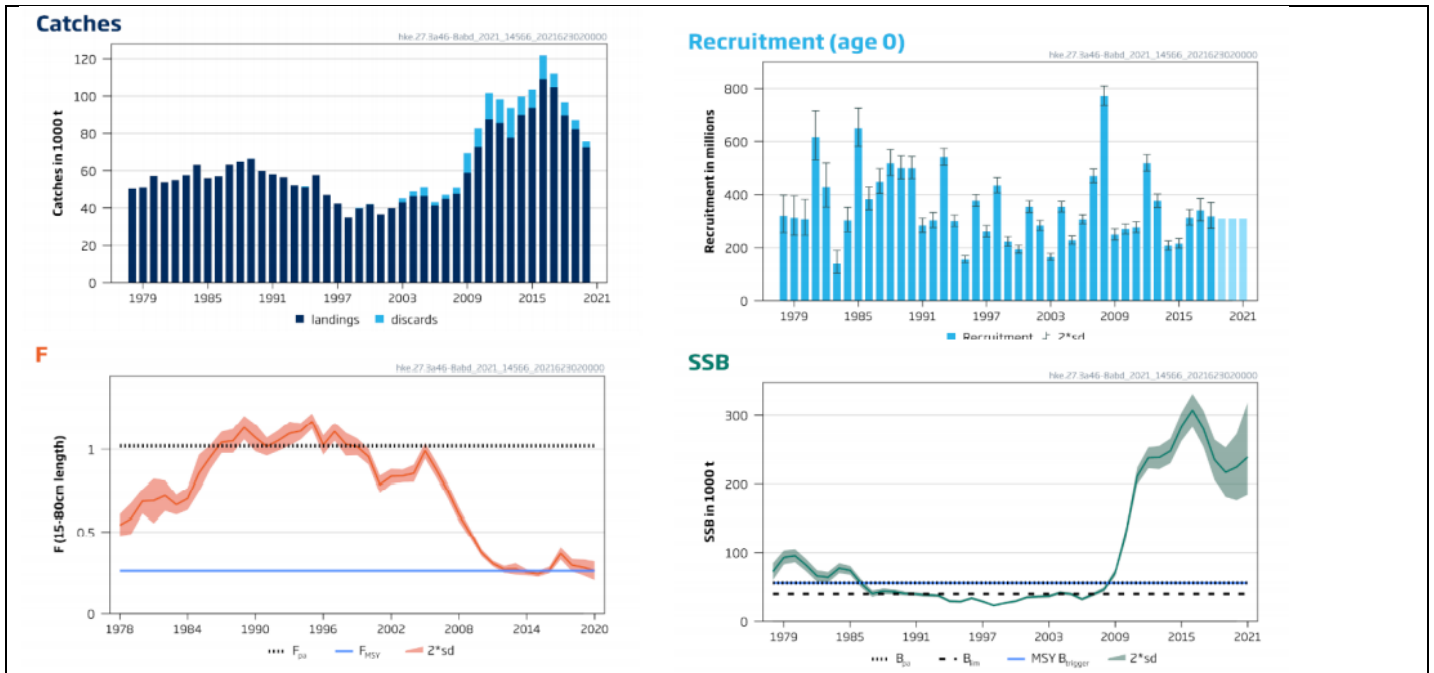 Catches
hke.27.3a46-8abd_2021_14566_2021623020000
Catches in 1000 t
120
100
80
60
40
20
0
1979 1985 1991 1997 2003 2009 2015 2021
landings discards
Recruitment (age 0)
hke.27.3a46-8abd_2021_14566_2021623020000
Recruitment in millions
800
600
400
200
0
1979 1985 1991 1997 2003 2009 2015 2021
Recruitment 2*sd
F
hke.27.3a46-8abd_2021_14566_2021623020000
F (15-80cm length)
1
0.5
0
1978 1984 1990 1996 2002 2008 2014 2020
Fpa FMSY 2*sd
SSB
hke.27.3a46-8abd_2021_14566_2021623020000
SSB in 1000 t
300
200
100
0
1979 1985 1991 1997 2003 2009 2015 2021
Bpa Blim MSY Btrigger 2*sd